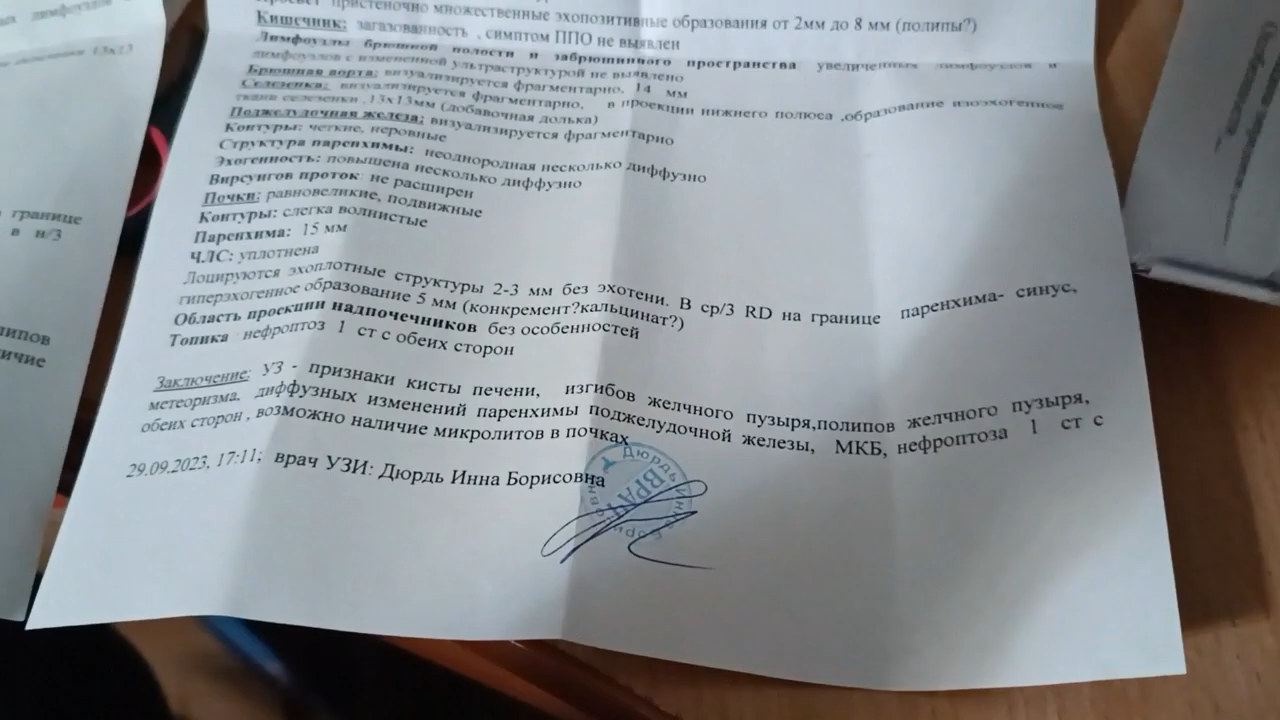 Просвет пристеночно множественные эхопозитивные образования от 2мм до 8 мм (полипы?)
Кишечник: загазованность , симптом ППО не выявлен
Лимфоузлы брюшной полости и забрюшинного пространства увеличенных лимфоузлов и
лимфоузлов с измененной ультраструктурой не выявлено
Брюшная аорта: визуализируется фрагментарно, 14 мм
Селезенка: визуализируется фрагментарно, в проекции нижнего полюса ,образование изоэхогенное
ткани селезенки ,13х13мм (добавочная долька)
Поджелудочная железа: визуализируется фрагментарно
Контуры: четкие, неровные
Структура паренхимы: неоднородная несколько диффузно
Эхогенность: повышена несколько диффузно
Вирсунгов проток не расширен
Почки: равновеликие, подвижные
Контуры: слегка волнистые
Паренхима: 15 мм
ЧЛС: уплотнена
Лоцируются эхоплотные структуры 2-3 мм без эхотени. В ср/3 RD на границе паренхима- синус,
гиперэхогенное образование 5 мм (конкремент?кальцинат?)
Область проекции надпочечников без особенностей
Топика нефроптоз 1 ст с обеих сторон
Заключение: УЗ - признаки кисты печени, изгибов желчного пузыря,полипов желчного пузыря,
метеоризма, диффузных изменений паренхимы поджелудочной железы, МКБ, нефроптоза 1 ст с
обеих сторон , возможно наличие микролитов в почках
29.09.2023, 17:11; врач УЗИ: Дюрдь Инна Борисовна
Дюрдь Инна
ВРАЧ
лимфоузлов
13х13
границе
в н/3